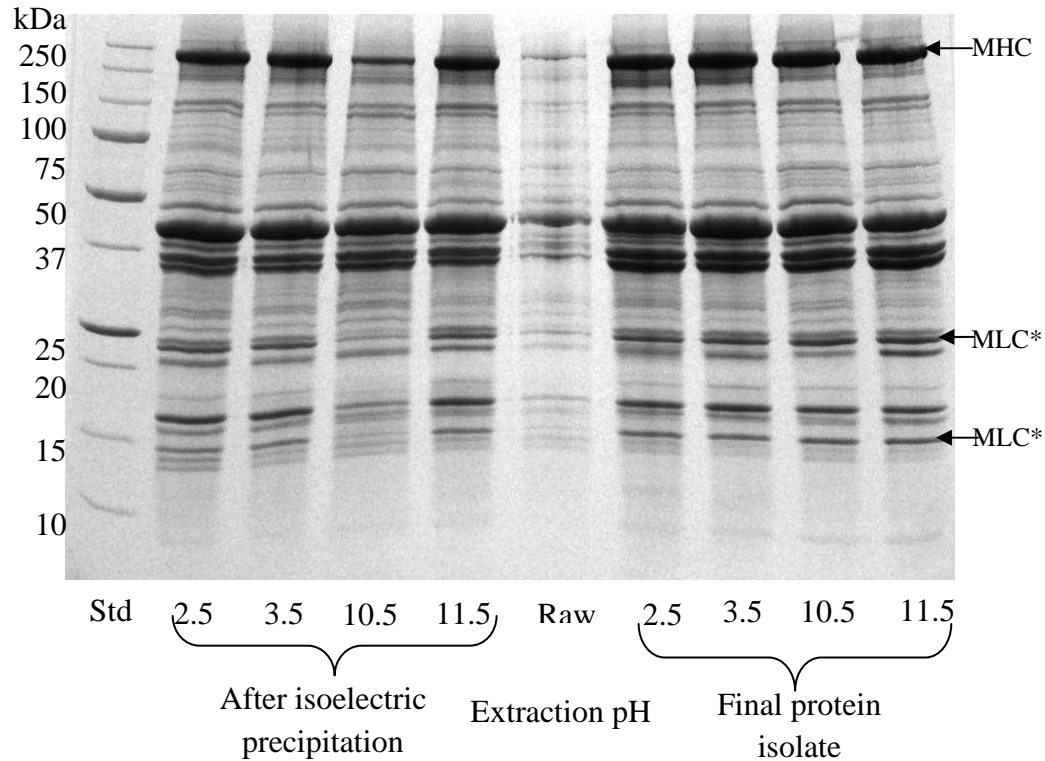 kDa
250
150
100
75
50
37
25
20
15
10
MHC
MLC*
MLC*
Std
2.5
3.5
10.5
11.5
Raw
2.5
3.5
10.5
11.5
After isoelectric
precipitation
Extraction pH
Final protein
isolate